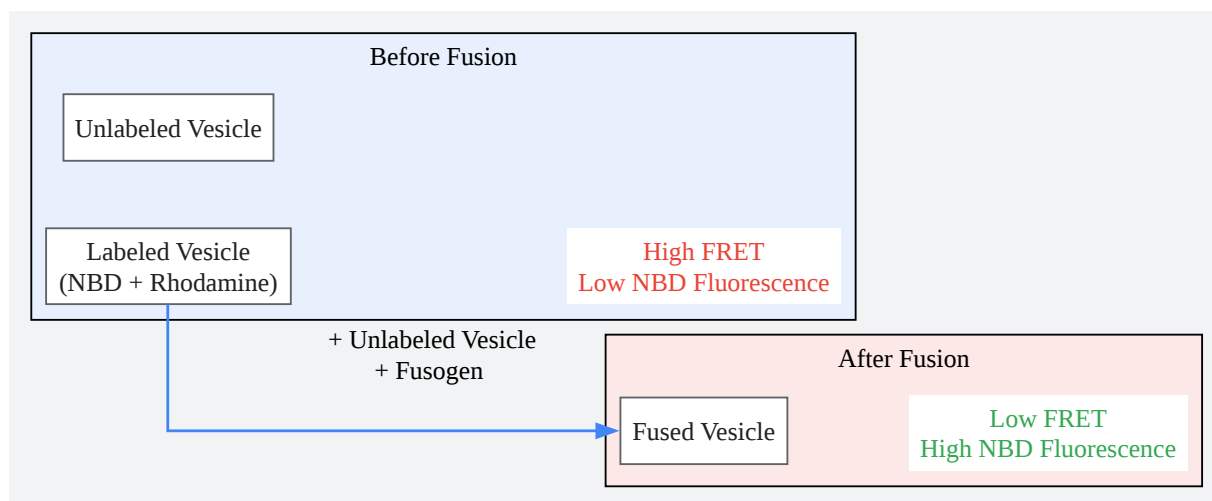 Before Fusion
Unlabeled Vesicle
Labeled Vesicle
(NBD + Rhodamine)
High FRET
Low NBD Fluorescence
+ Unlabeled Vesicle
+ Fusogen
After Fusion
Fused Vesicle
Low FRET
High NBD Fluorescence